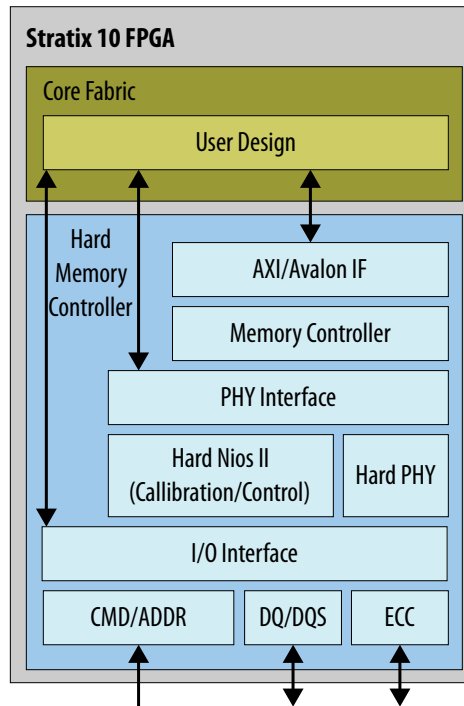 Stratix 10 FPGA
Core Fabric
User Design
Hard
Memory
Controller
AXI/Avalon IF
Memory Controller
PHY Interface
Hard Nios II
(Callibration/Control)
Hard PHY
I/O Interface
CMD/ADDR
DQ/DQS
ECC